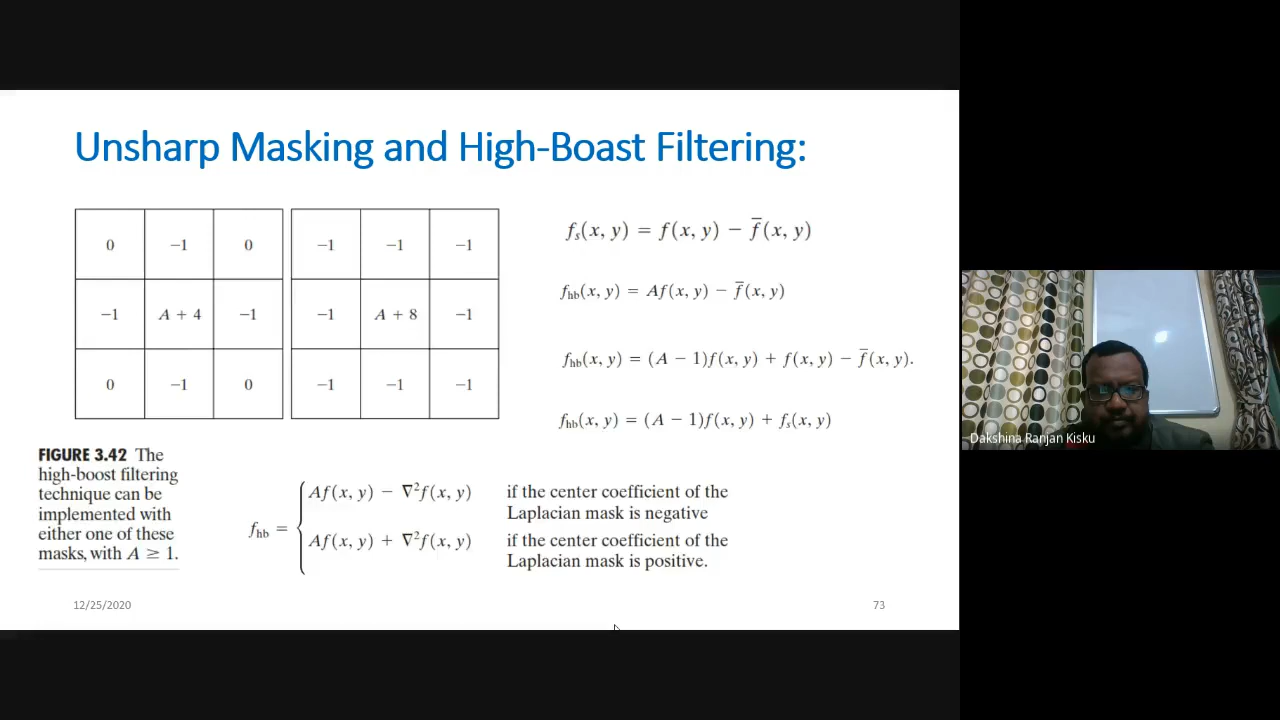 Unsharp Masking and High-Boast Filtering:
0 −1 0 −1 −1 −1
−1 A + 4 −1 −1 A + 8 −1
0 −1 0 −1 −1 −1
FIGURE 3.42 The
high-boost filtering
technique can be
implemented with
either one of these
masks, with A ≥ 1.
fₛ(x, y) = f(x, y) − f̄(x, y)
f_hb(x, y) = Af(x, y) − f̄(x, y)
f_hb(x, y) = (A − 1)f(x, y) + f(x, y) − f̄(x, y).
f_hb(x, y) = (A − 1)f(x, y) + fₛ(x, y)
f_hb = { Af(x, y) − ∇²f(x, y) if the center coefficient of the
Laplacian mask is negative
Af(x, y) + ∇²f(x, y) if the center coefficient of the
Laplacian mask is positive.
12/25/2020 73
Dakshina Ranjan Kisku